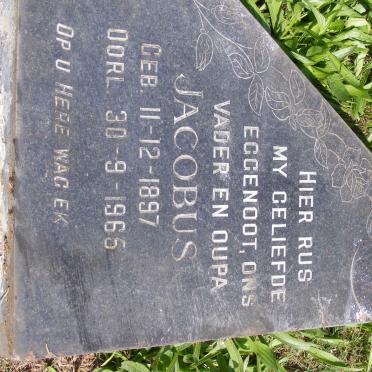 HIER RUS
MY GELIEFDE
EGGENOOT, ONS
VADER EN OUPA
JACOBUS
GEB. 11-12-1897
OORL. 30-9-1965
OP U HERE WAG EK